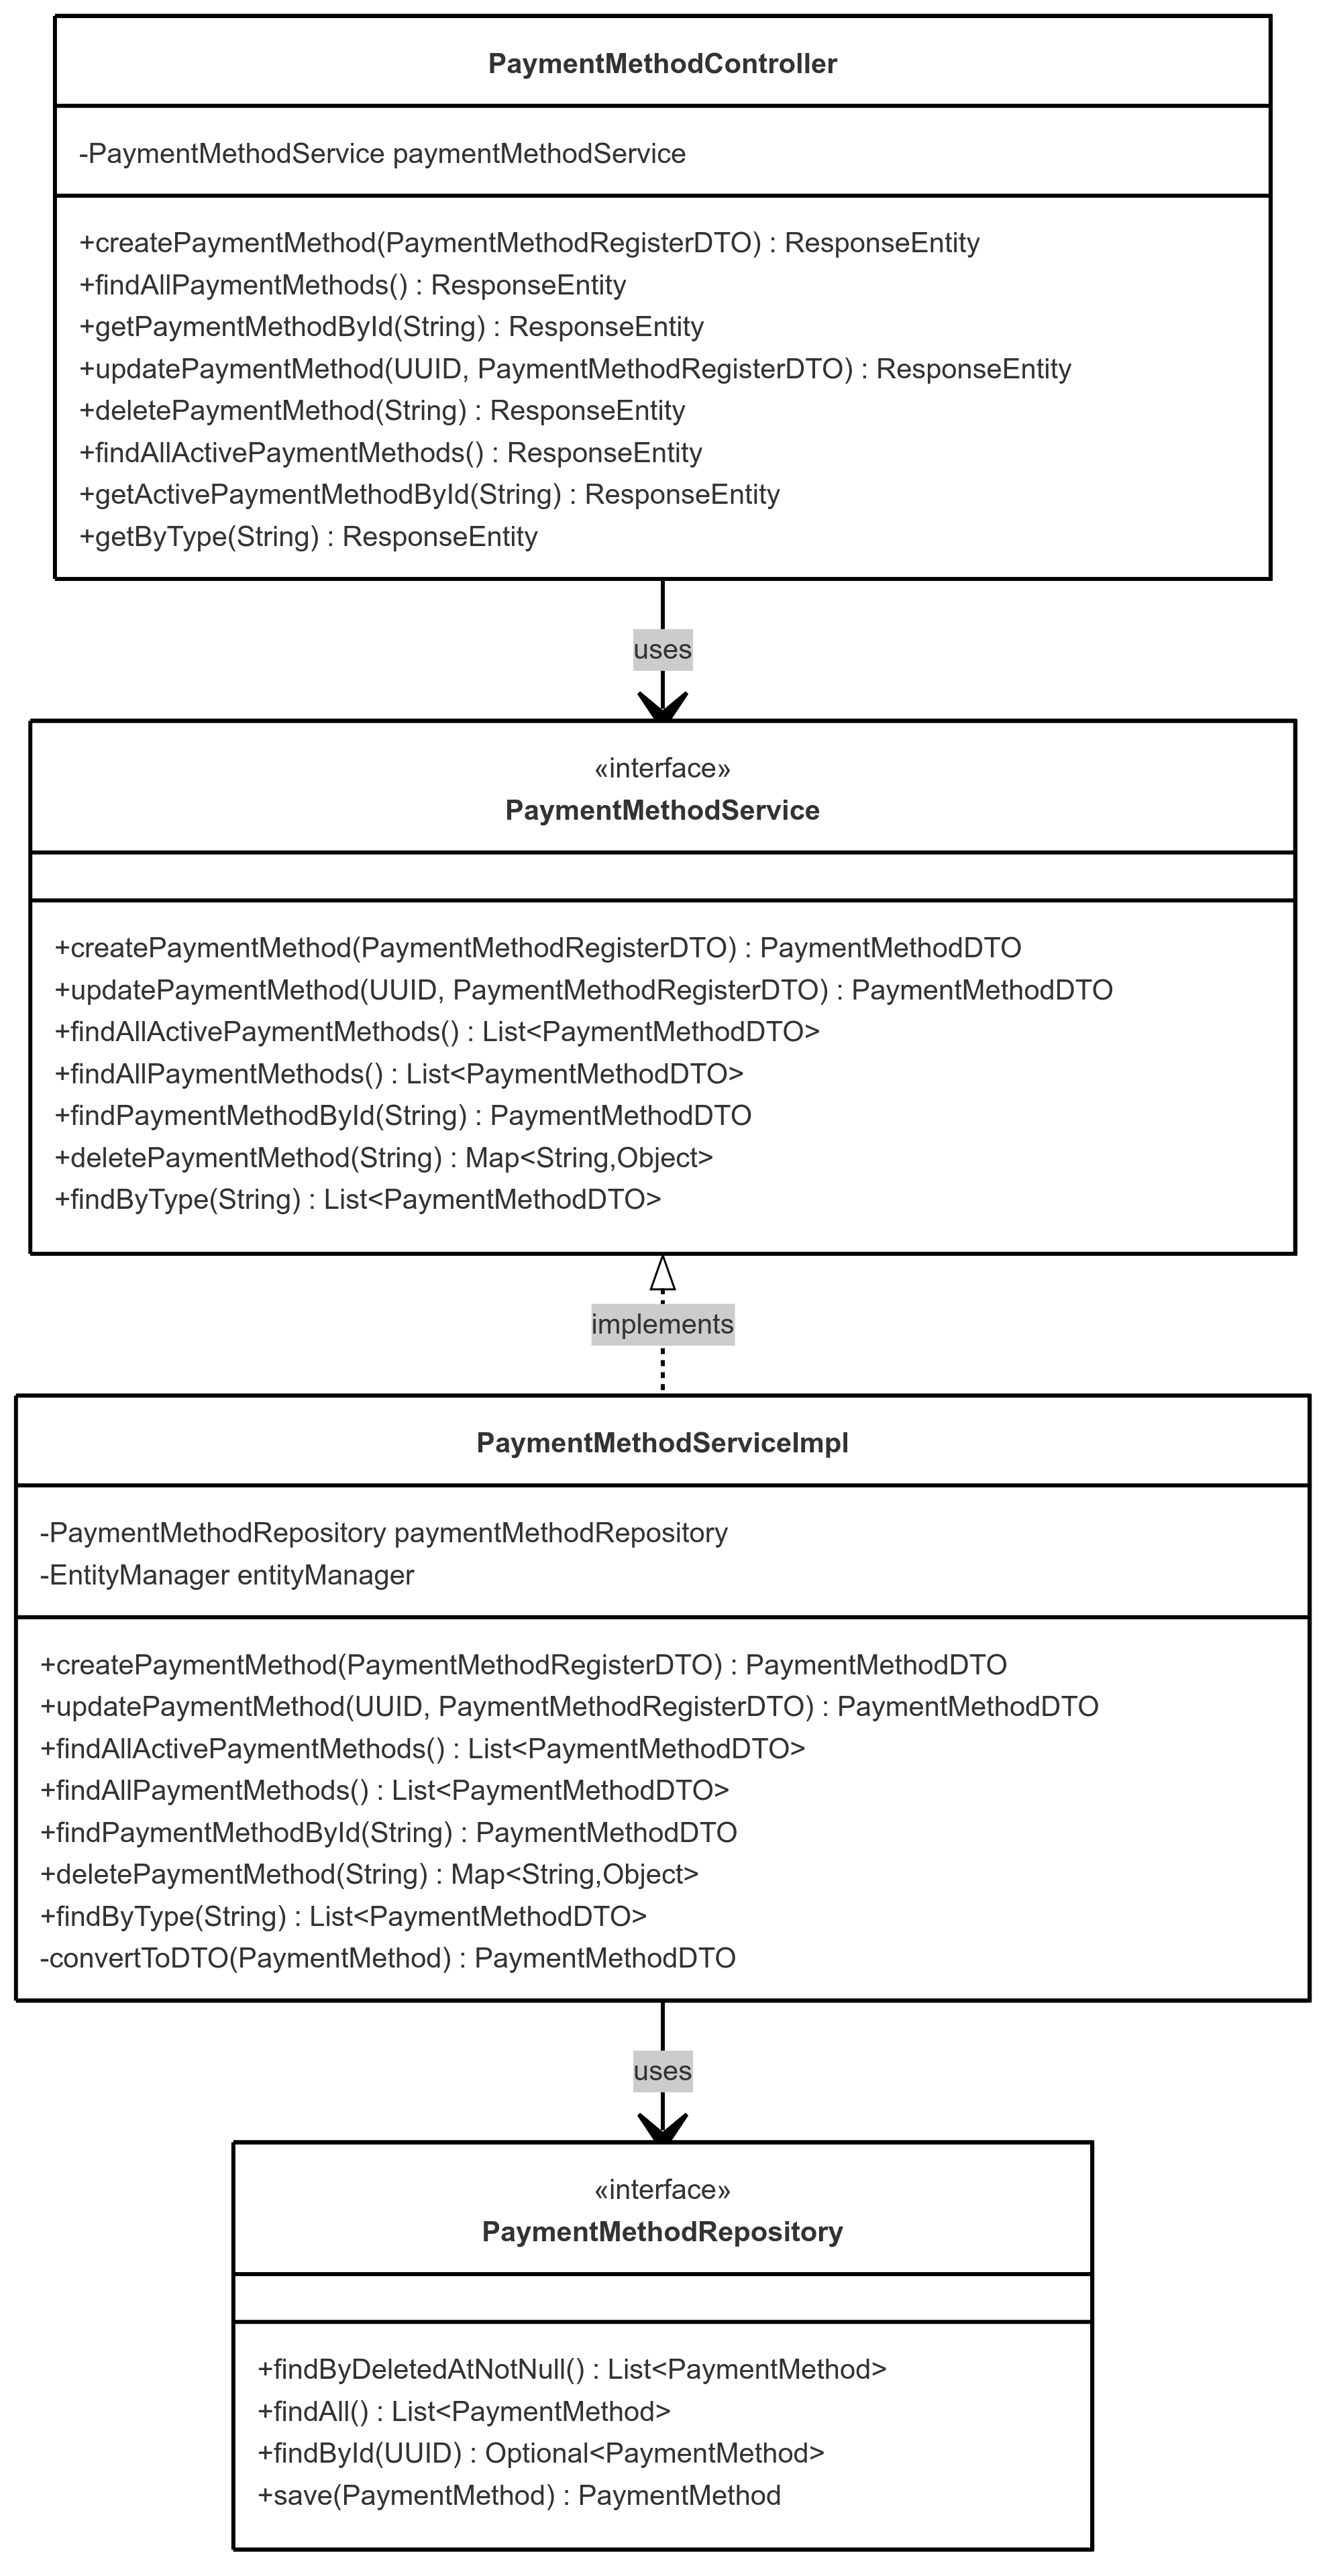 PaymentMethodController
-PaymentMethodService paymentMethodService
+createPaymentMethod(PaymentMethodRegisterDTO) : ResponseEntity
+findAllPaymentMethods() : ResponseEntity
+getPaymentMethodById(String) : ResponseEntity
+updatePaymentMethod(UUID, PaymentMethodRegisterDTO) : ResponseEntity
+deletePaymentMethod(String) : ResponseEntity
+findAllActivePaymentMethods() : ResponseEntity
+getActivePaymentMethodById(String) : ResponseEntity
+getByType(String) : ResponseEntity
uses
«interface»
PaymentMethodService
+createPaymentMethod(PaymentMethodRegisterDTO) : PaymentMethodDTO
+updatePaymentMethod(UUID, PaymentMethodRegisterDTO) : PaymentMethodDTO
+findAllActivePaymentMethods() : List<PaymentMethodDTO>
+findAllPaymentMethods() : List<PaymentMethodDTO>
+findPaymentMethodById(String) : PaymentMethodDTO
+deletePaymentMethod(String) : Map<String,Object>
+findByType(String) : List<PaymentMethodDTO>
implements
PaymentMethodServiceImpl
-PaymentMethodRepository paymentMethodRepository
-EntityManager entityManager
+createPaymentMethod(PaymentMethodRegisterDTO) : PaymentMethodDTO
+updatePaymentMethod(UUID, PaymentMethodRegisterDTO) : PaymentMethodDTO
+findAllActivePaymentMethods() : List<PaymentMethodDTO>
+findAllPaymentMethods() : List<PaymentMethodDTO>
+findPaymentMethodById(String) : PaymentMethodDTO
+deletePaymentMethod(String) : Map<String,Object>
+findByType(String) : List<PaymentMethodDTO>
-convertToDTO(PaymentMethod) : PaymentMethodDTO
uses
«interface»
PaymentMethodRepository
+findByDeletedAtNotNull() : List<PaymentMethod>
+findAll() : List<PaymentMethod>
+findById(UUID) : Optional<PaymentMethod>
+save(PaymentMethod) : PaymentMethod